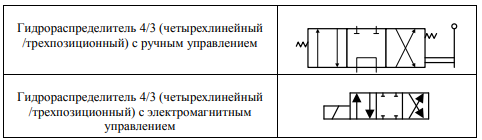 Гидрораспределитель 4/3 (четырехлинейный
/трехпозиционный) с ручным управлением
Гидрораспределитель 4/3 (четырехлинейный
/трехпозиционный) с электромагнитным
управлением